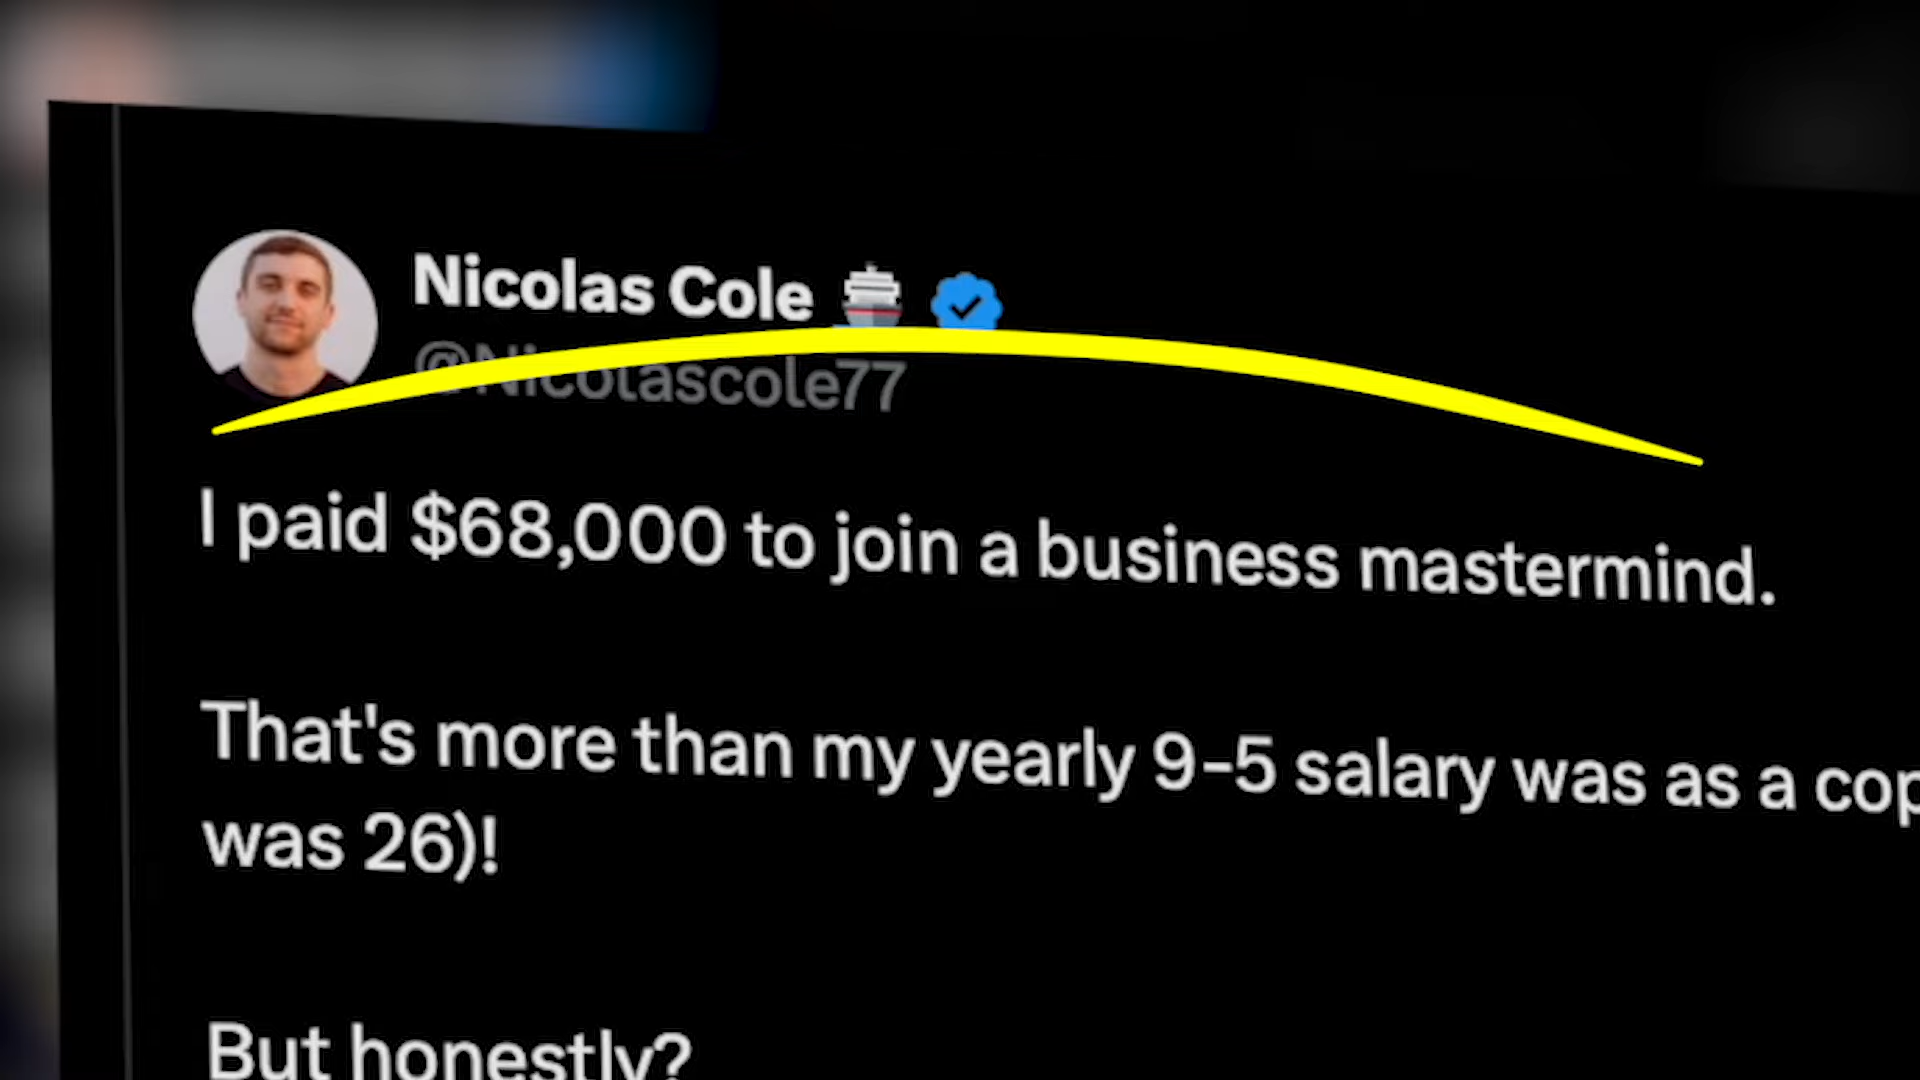 Nicolas Cole
@Nicolascole77
I paid $68,000 to join a business mastermind.
That's more than my yearly 9-5 salary was as a
was 26)!
But honestly?